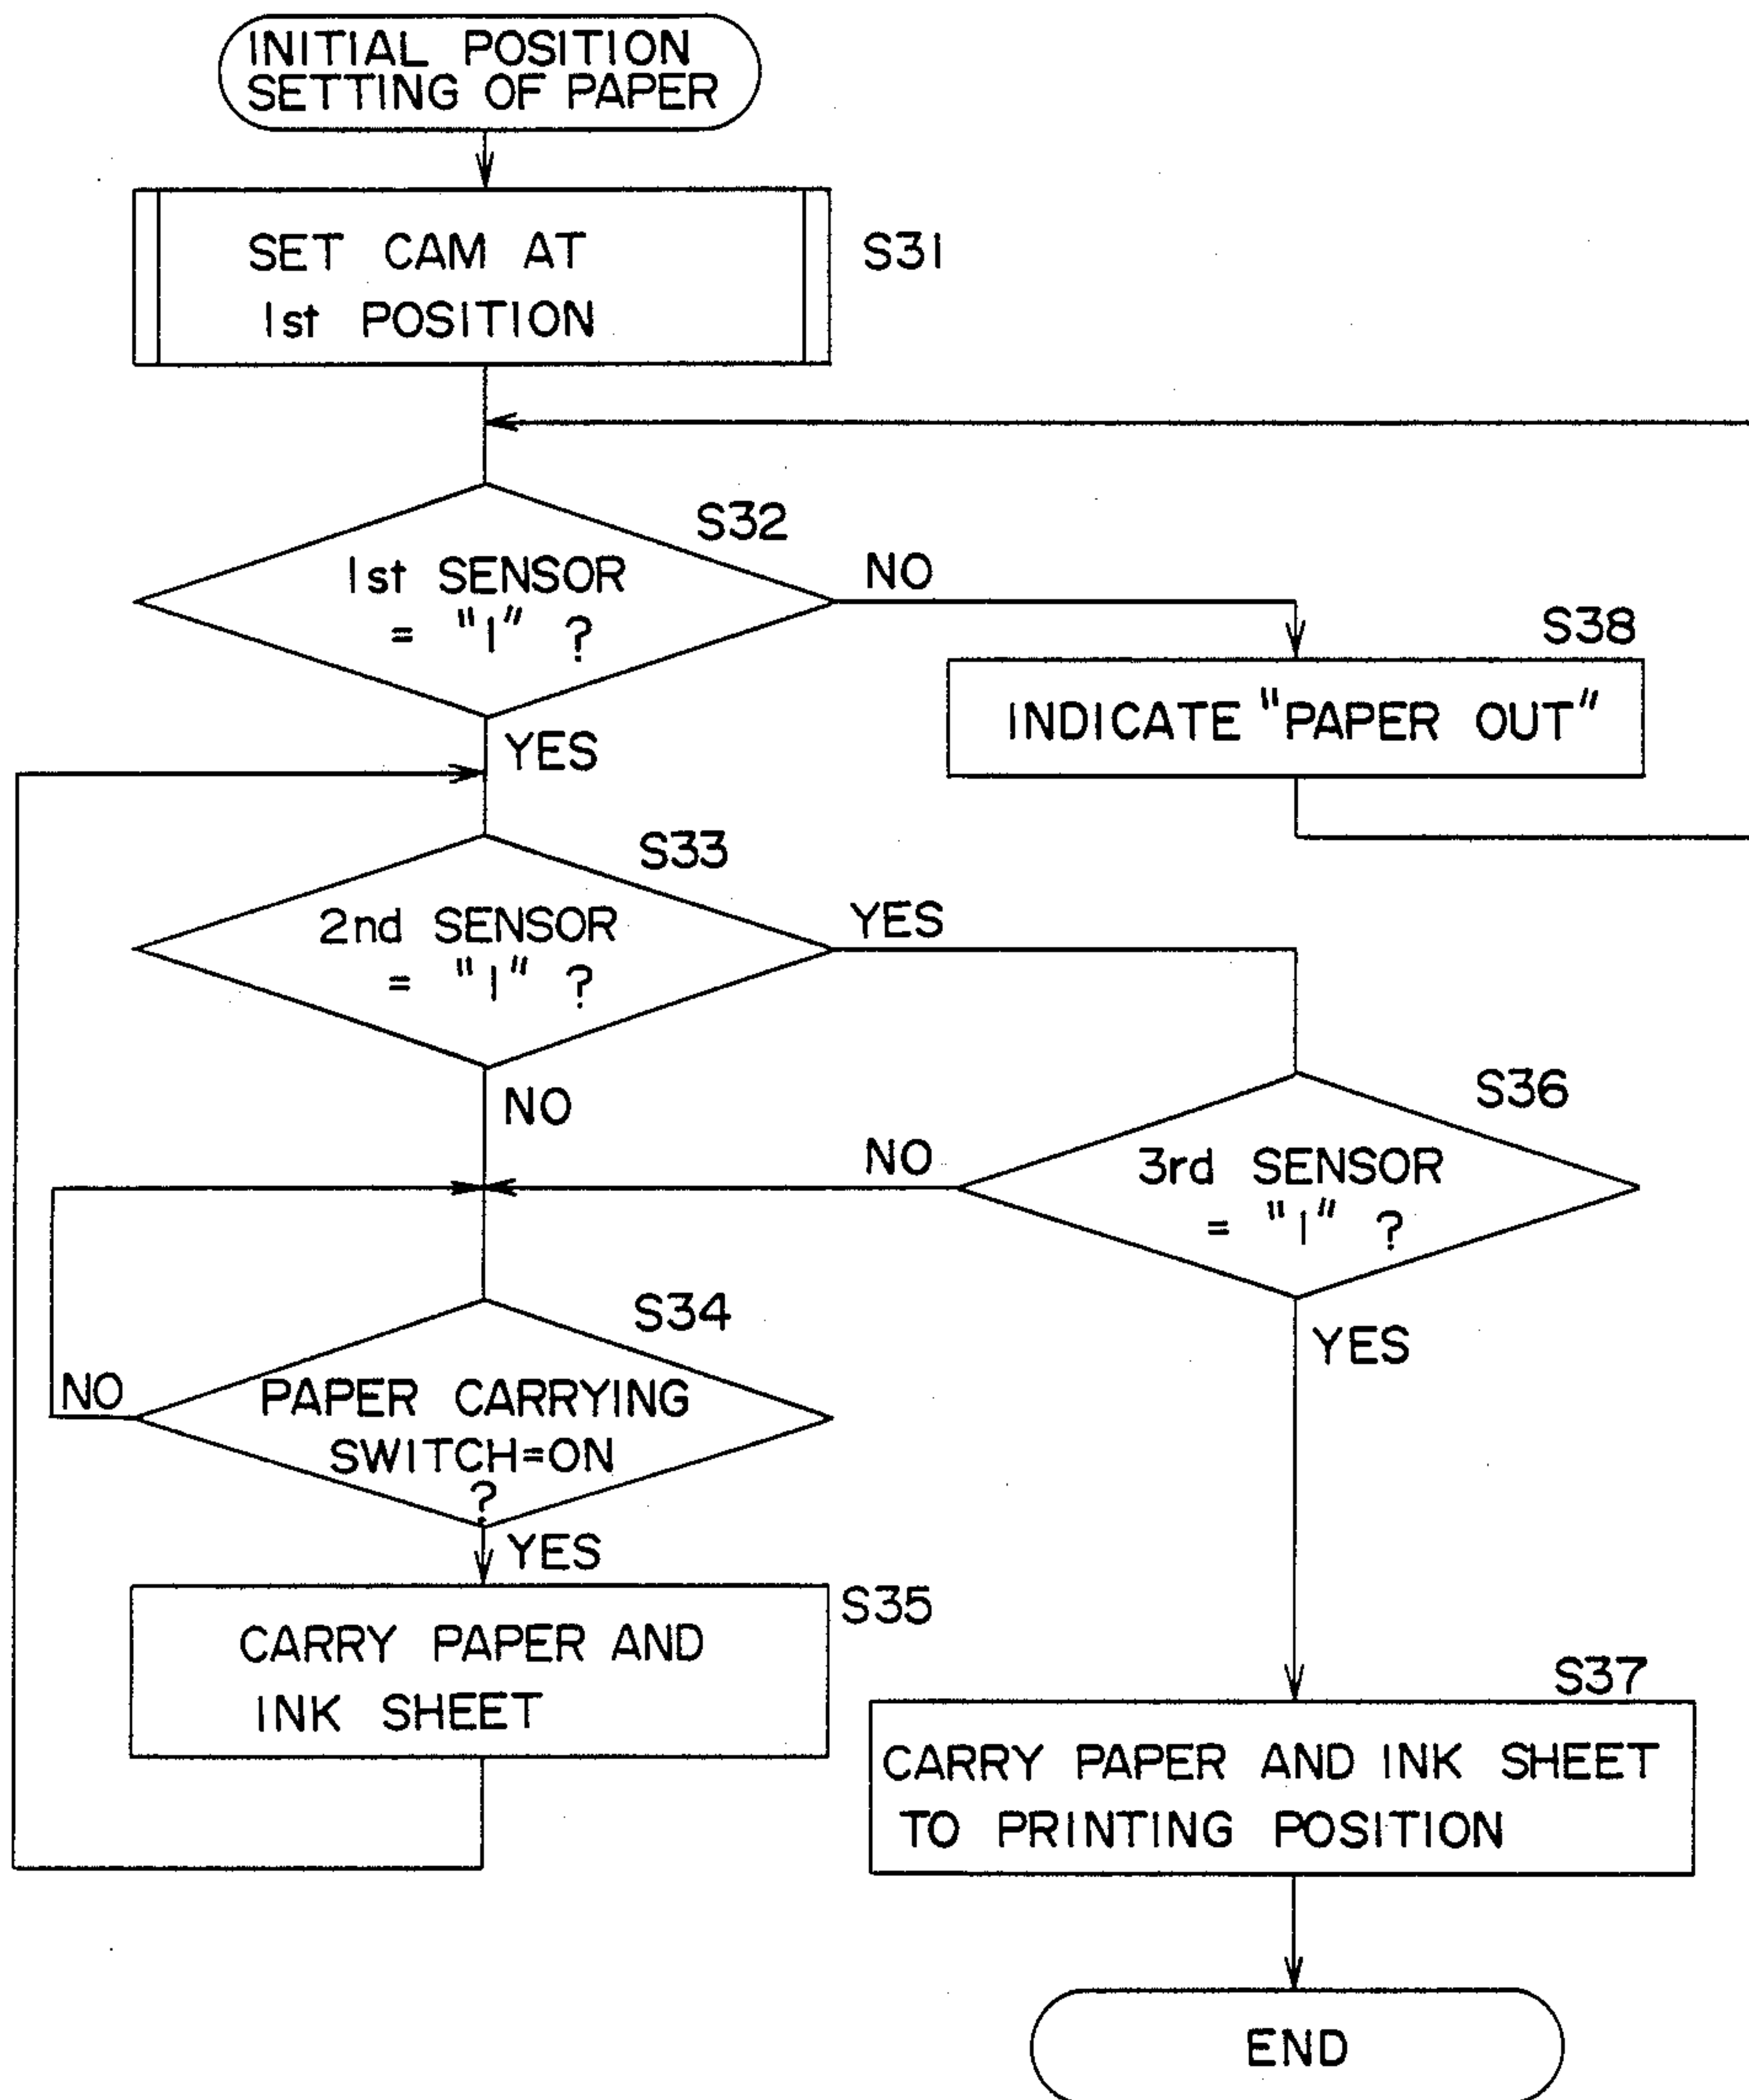 INITIAL POSITION
SETTING OF PAPER
SET CAM AT
1st POSITION
S31
S32
1st SENSOR
= "1" ?
NO
S38
INDICATE "PAPER OUT"
YES
S33
2nd SENSOR
= "1" ?
YES
NO
S36
NO
3rd SENSOR
= "1" ?
S34
YES
NO
PAPER CARRYING
SWITCH=ON
?
YES
S35
CARRY PAPER AND
INK SHEET
S37
CARRY PAPER AND INK SHEET
TO PRINTING POSITION
END